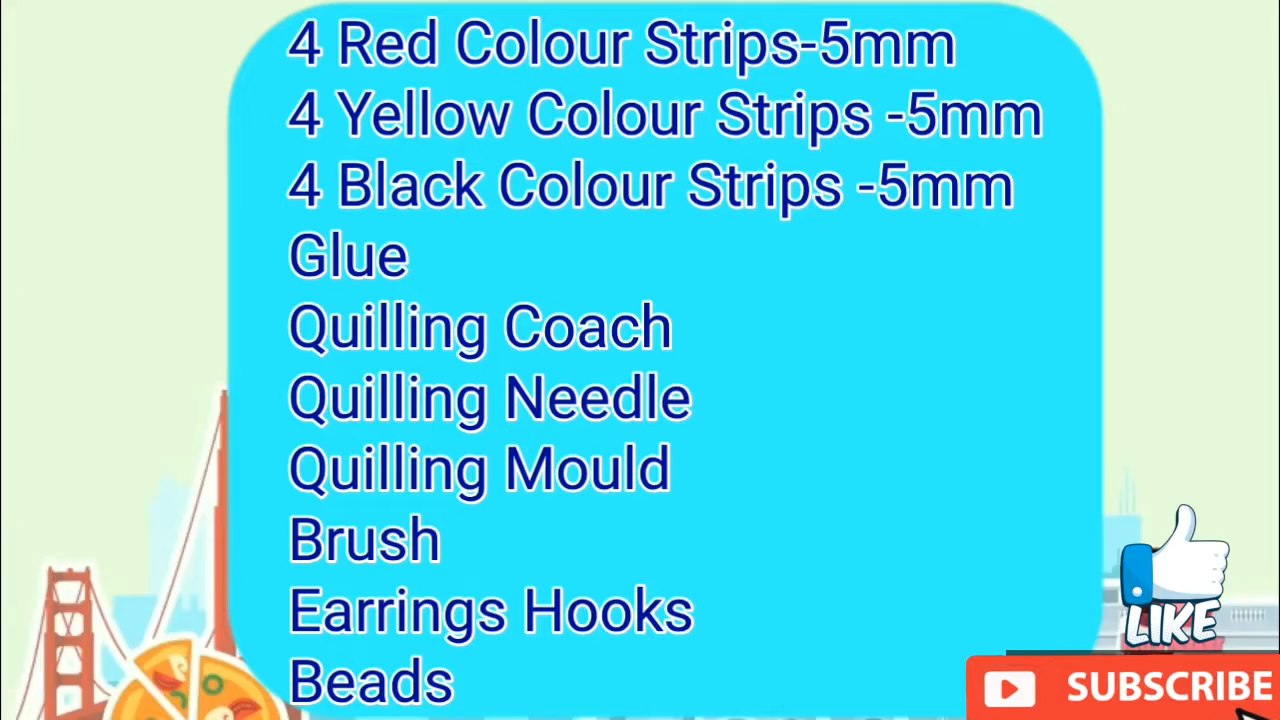 4 Red Colour Strips-5mm
4 Yellow Colour Strips -5mm
4 Black Colour Strips -5mm
Glue
Quilling Coach
Quilling Needle
Quilling Mould
Brush
Earrings Hooks
Beads
LIKE
SUBSCRIBE